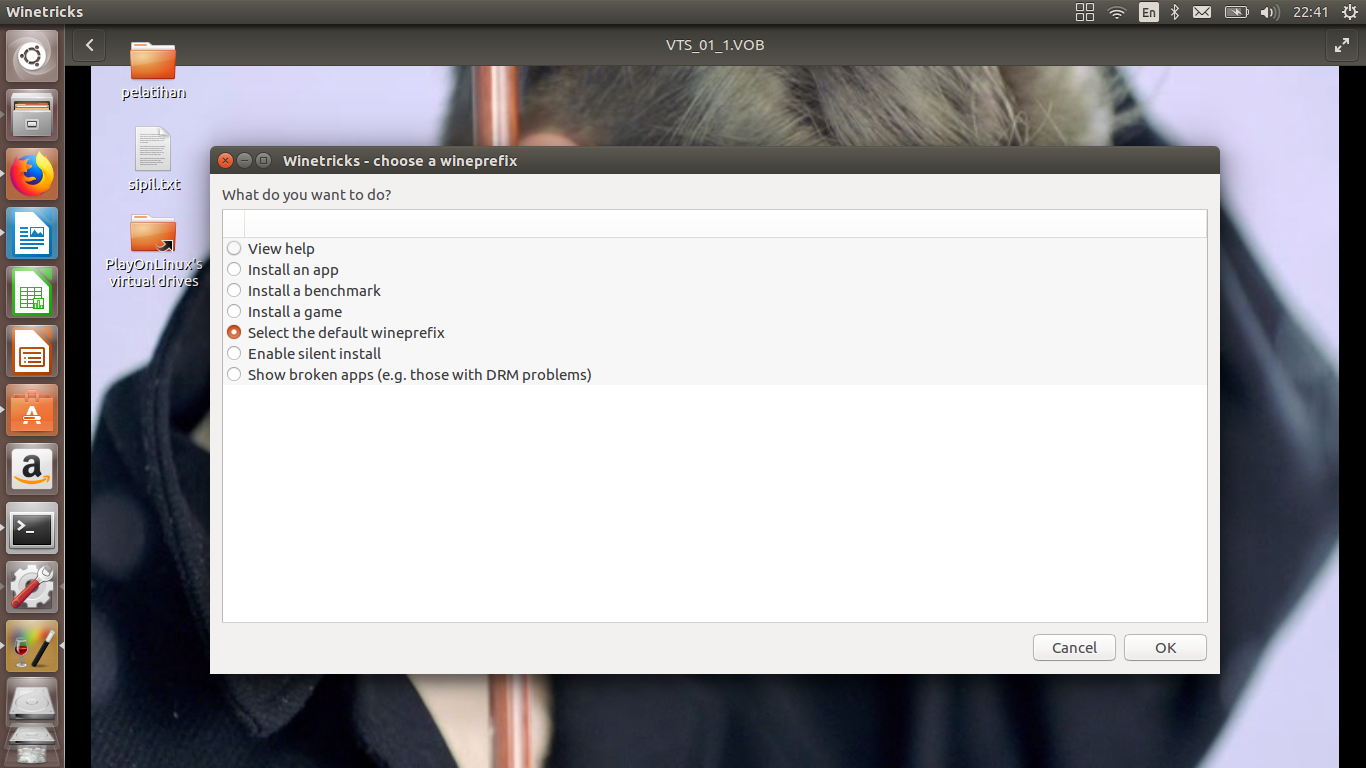 Winetricks
En
22:41
VTS_01_1.VOB
pelatihan
sipil.txt
PlayOnLinux's
virtual drives
Winetricks - choose a wineprefix
What do you want to do?
View help
Install an app
Install a benchmark
Install a game
Select the default wineprefix
Enable silent install
Show broken apps (e.g. those with DRM problems)
Cancel
OK